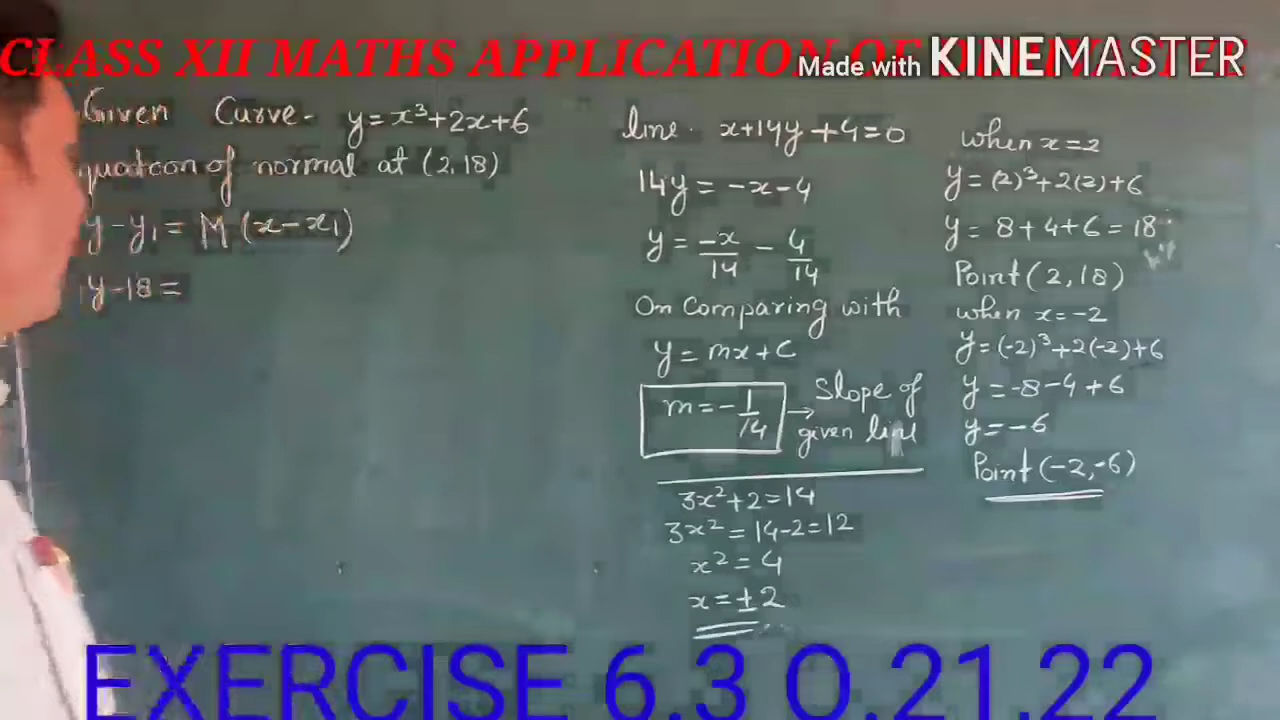 CLASS XII MATHS APPLICATION OF
Made with KINEMASTER
Given Curve- y=x³+2x+6
quation of normal at (2,18)
y-y₁ = M (x-x₁)
y-18 =
line. x+14y+4=0
14y = -x-4
y = -x/14 - 4/14
On Comparing with
y = mx+c
m = -1/14 → Slope of
given line
3x²+2=14
3x² = 14-2=12
x² = 4
x = ±2
when x=2
y = (2)³+2(2)+6
y = 8+4+6 = 18
Point (2,18)
when x=-2
y = (-2)³+2(-2)+6
y = -8-4+6
y = -6
Point (-2,-6)
EXERCISE 6.3 Q.21,22